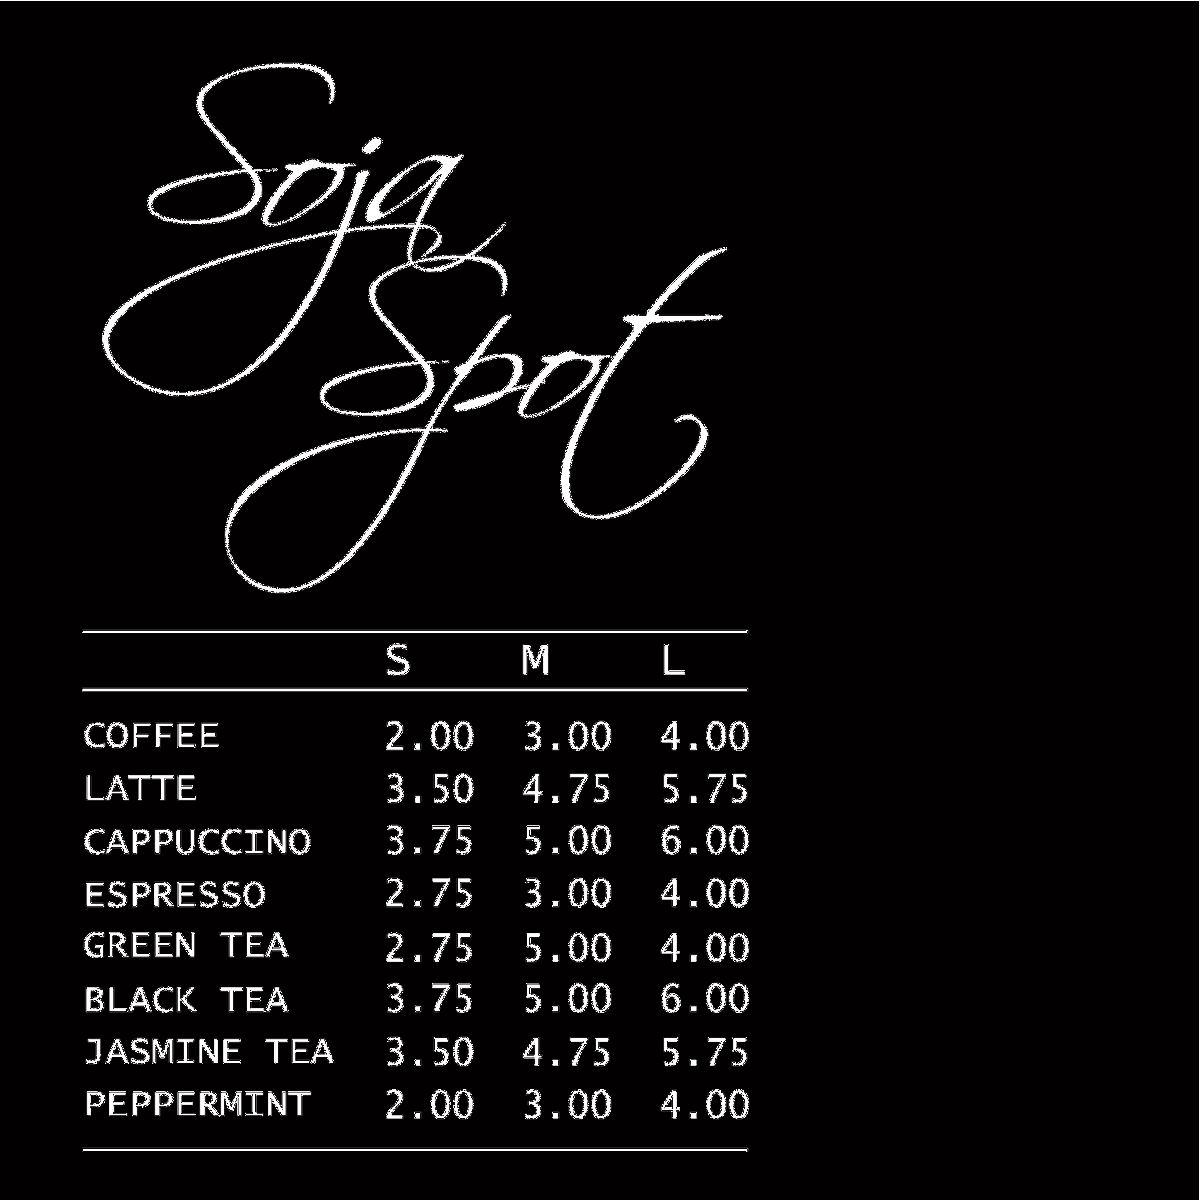 Soja
Spot
S M L
COFFEE 2.00 3.00 4.00
LATTE 3.50 4.75 5.75
CAPPUCCINO 3.75 5.00 6.00
ESPRESSO 2.75 3.00 4.00
GREEN TEA 2.75 5.00 4.00
BLACK TEA 3.75 5.00 6.00
JASMINE TEA 3.50 4.75 5.75
PEPPERMINT 2.00 3.00 4.00